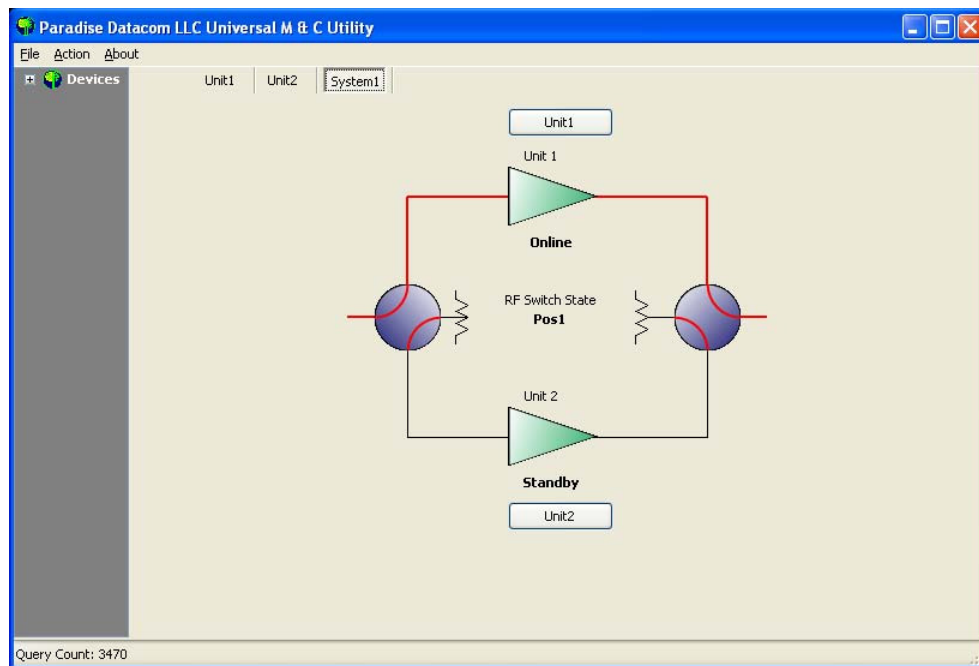 Paradise Datacom LLC Universal M & C Utility
File Action About
Devices
Unit1 Unit2 System1
Unit1
Unit 1
Online
RF Switch State
Pos1
Unit 2
Standby
Unit2
Query Count: 3470